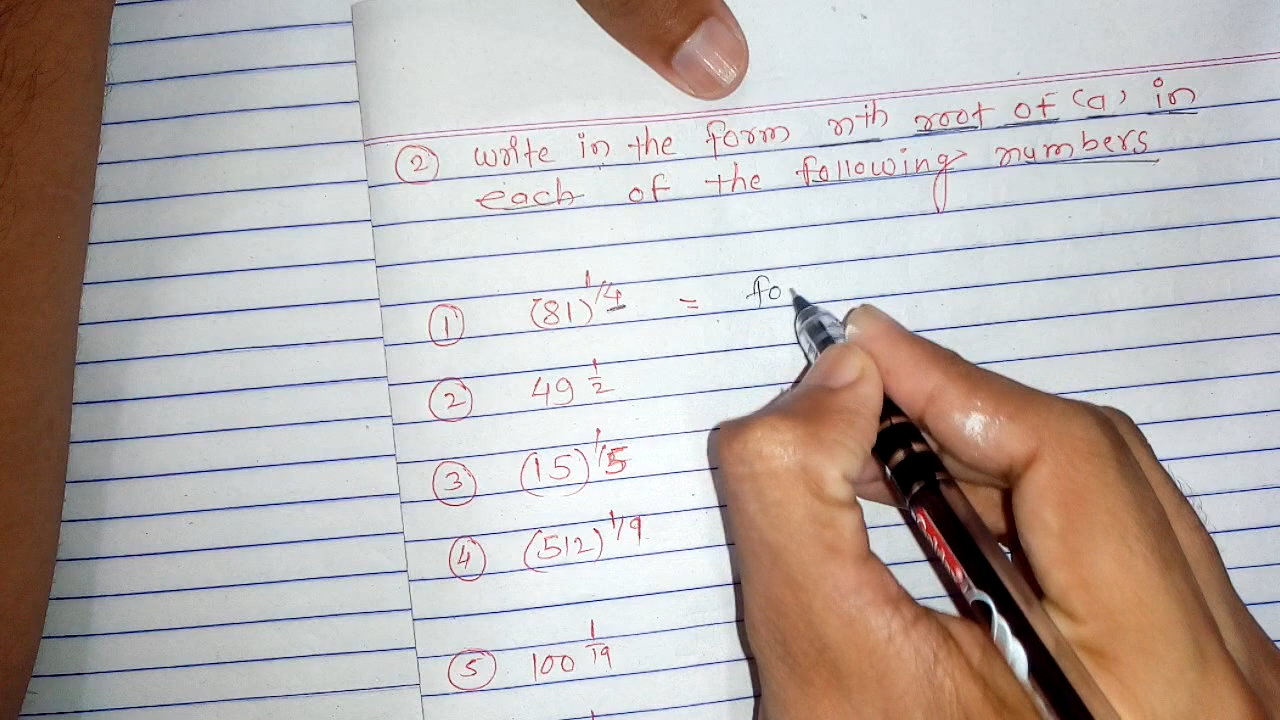 ② write in the form nth root of 'a' in
each of the following numbers
① (81)^1/4 = fo
② 49^1/2
③ (15)^1/5
④ (512)^1/9
⑤ 100^1/19